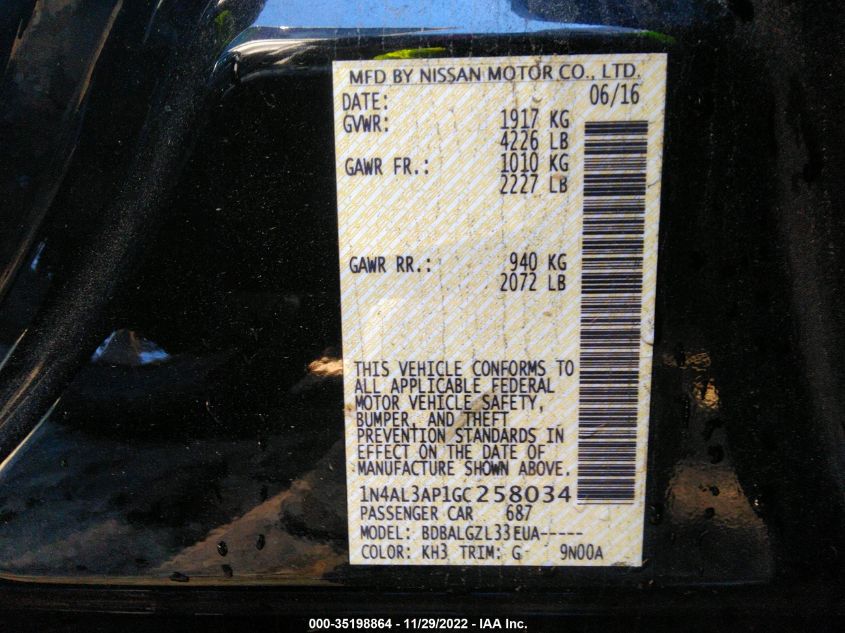 MFD BY NISSAN MOTOR CO., LTD.
DATE: 06/16
GVWR: 1917 KG
4226 LB
GAWR FR.: 1010 KG
2227 LB
GAWR RR.: 940 KG
2072 LB
THIS VEHICLE CONFORMS TO
ALL APPLICABLE FEDERAL
MOTOR VEHICLE SAFETY,
BUMPER, AND THEFT
PREVENTION STANDARDS IN
EFFECT ON THE DATE OF
MANUFACTURE SHOWN ABOVE.
1N4AL3AP1GC258034
PASSENGER CAR 687
MODEL: BDBALGZL33EUA-----
COLOR: KH3 TRIM: G 9N00A
000-35198864 - 11/29/2022 - IAA Inc.